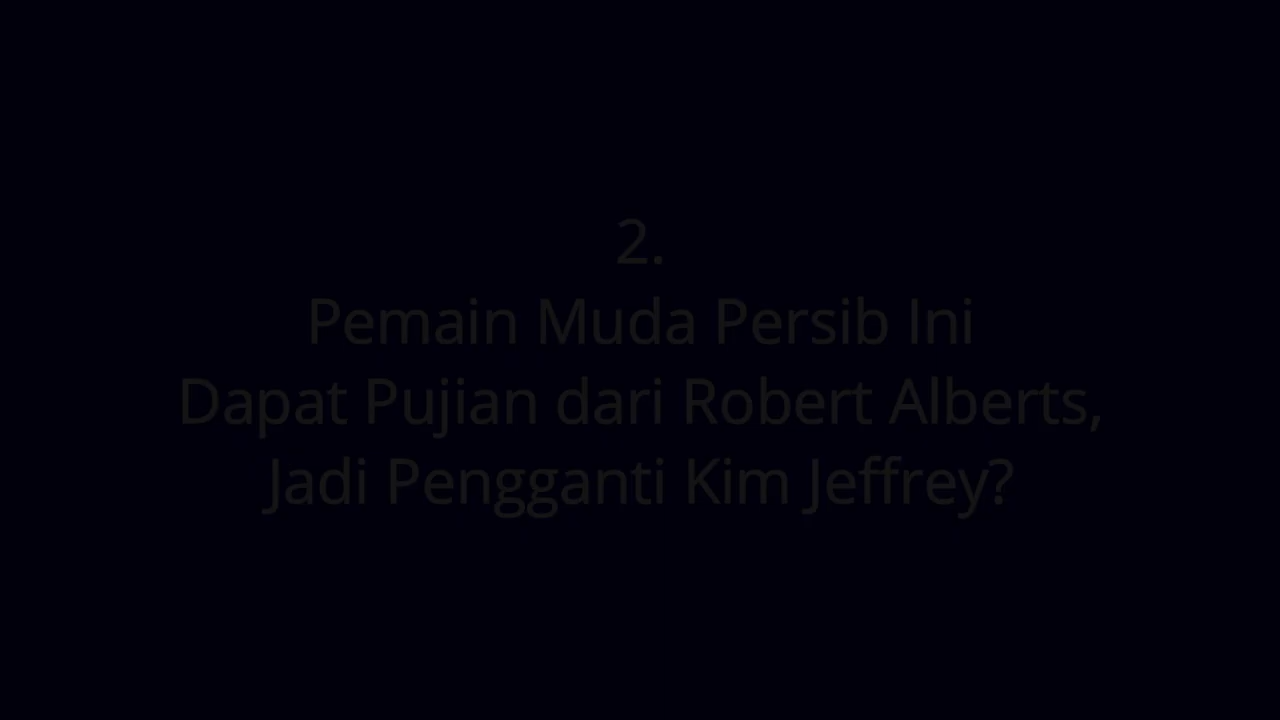 2.
Pemain Muda Persib Ini
Dapat Pujian dari Robert Alberts,
Jadi Pengganti Kim Jeffrey?